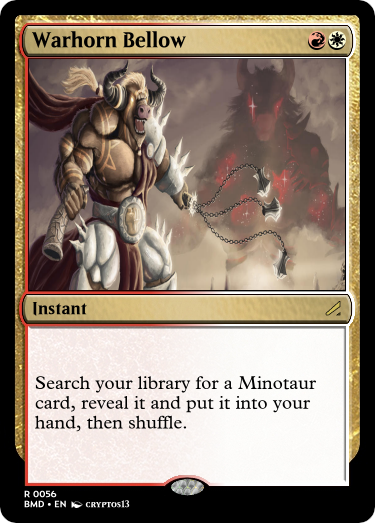 Warhorn Bellow
Instant
Search your library for a Minotaur
card, reveal it and put it into your
hand, then shuffle.
R 0056
BMD • EN CRYPTOS13